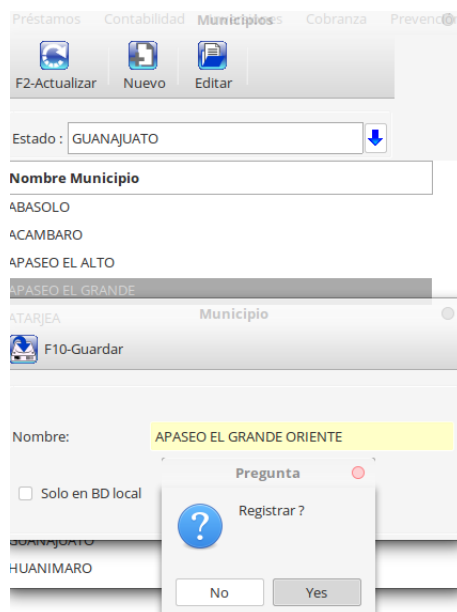 Préstamos Contabilidad Municipios Cobranza
F2-Actualizar Nuevo Editar
Estado : GUANAJUATO
Nombre Municipio
ABASOLO
ACAMBARO
APASEO EL ALTO
APASEO EL GRANDE
ATARJEA
Municipio
F10-Guardar
Nombre: APASEO EL GRANDE ORIENTE
Pregunta
Solo en BD local
Registrar ?
No Yes
GUANAJUATO
HUANIMARO